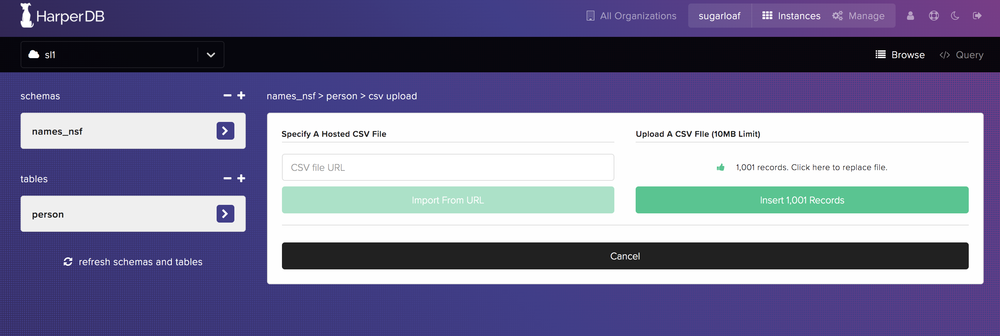 HarperDB
All Organizations
sugarloaf
Instances
Manage
sl1
Browse
</> Query
schemas
names_nsf
tables
person
refresh schemas and tables
names_nsf > person > csv upload
Specify A Hosted CSV File
CSV file URL
Import From URL
Upload A CSV FIle (10MB Limit)
1,001 records. Click here to replace file.
Insert 1,001 Records
Cancel